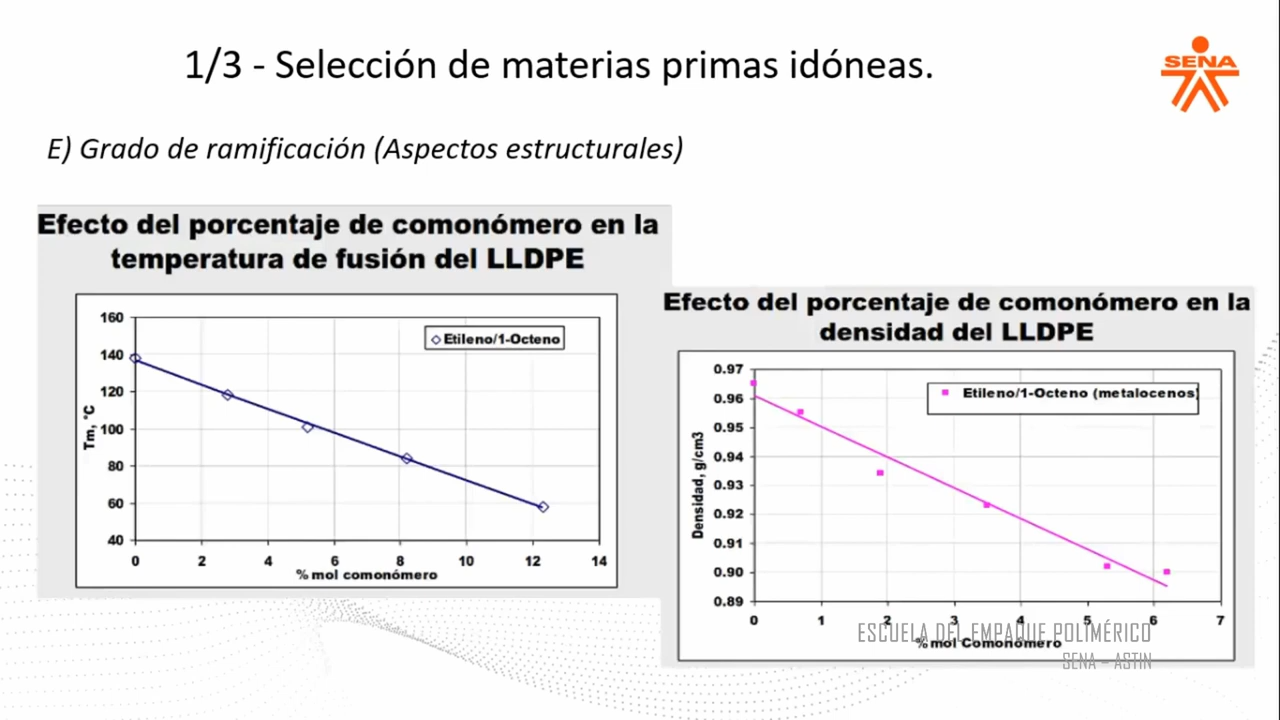 1/3 - Selección de materias primas idóneas.
SENA
E) Grado de ramificación (Aspectos estructurales)
Efecto del porcentaje de comonómero en la
temperatura de fusión del LLDPE
160
140
120
100
80
60
40
Tm, °C
Etileno/1-Octeno
0 2 4 6 8 10 12 14
% mol comonómero
Efecto del porcentaje de comonómero en la
densidad del LLDPE
0.97
0.96
0.95
0.94
0.93
0.92
0.91
0.90
0.89
Densidad, g/cm3
Etileno/1-Octeno (metalocenos)
0 1 2 3 4 5 6 7
% mol Comonómero
ESCUELA DEL EMPAQUE POLIMÉRICO
SENA – ASTIN